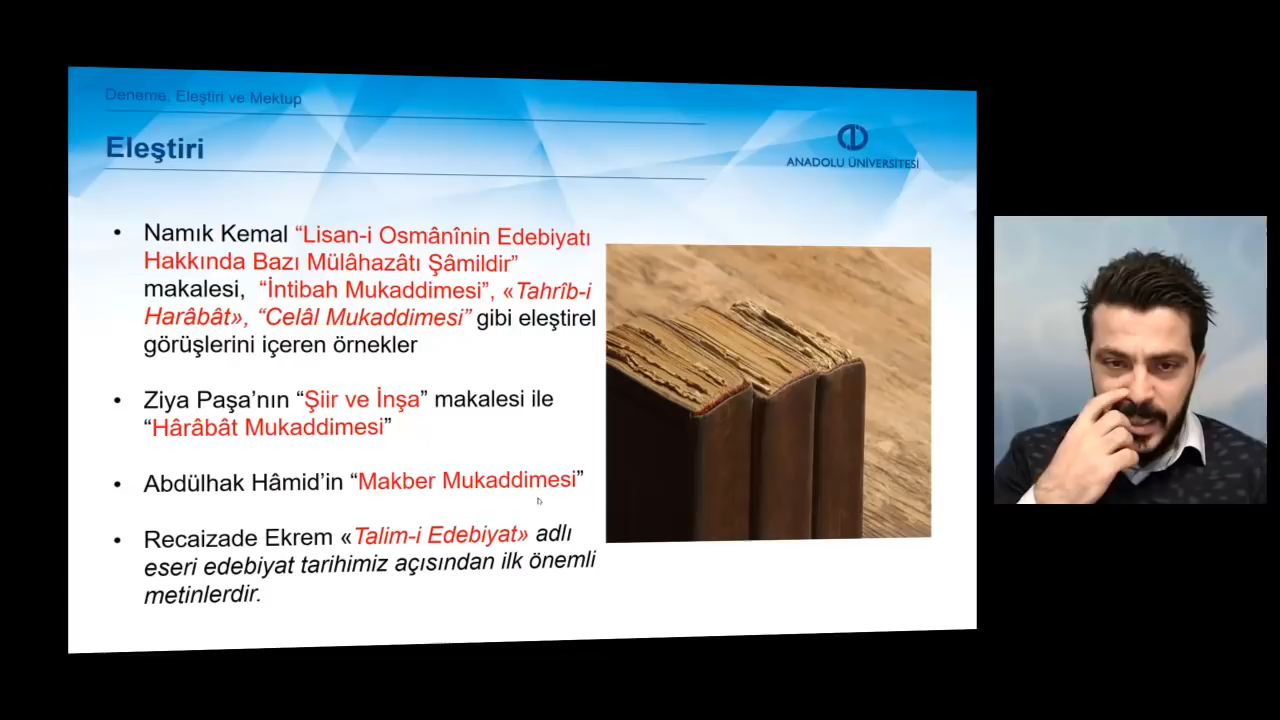 Deneme, Eleştiri ve Mektup
Eleştiri
ANADOLU ÜNİVERSİTESİ
• Namık Kemal “Lisan-i Osmânînin Edebiyatı
Hakkında Bazı Mülâhazâtı Şâmildir”
makalesi, “İntibah Mukaddimesi”, «Tahrîb-i
Harâbât», “Celâl Mukaddimesi” gibi eleştirel
görüşlerini içeren örnekler
• Ziya Paşa’nın “Şiir ve İnşa” makalesi ile
“Hârâbât Mukaddimesi”
• Abdülhak Hâmid’in “Makber Mukaddimesi”
• Recaizade Ekrem «Talim-i Edebiyat» adlı
eseri edebiyat tarihimiz açısından ilk önemli
metinlerdir.